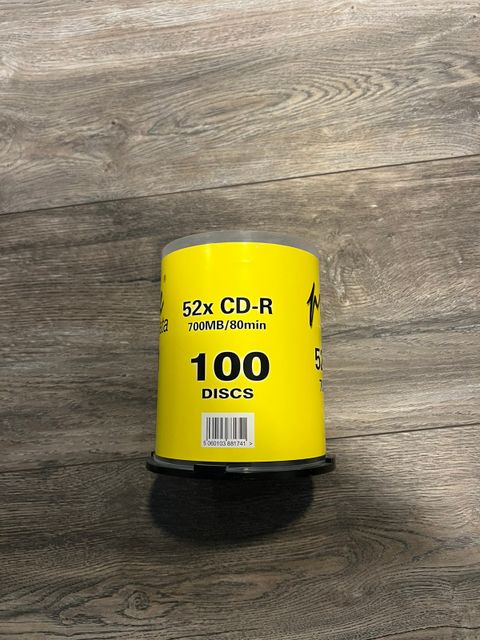 52x CD-R
700MB/80min
100
DISCS
5 060103 881741 >